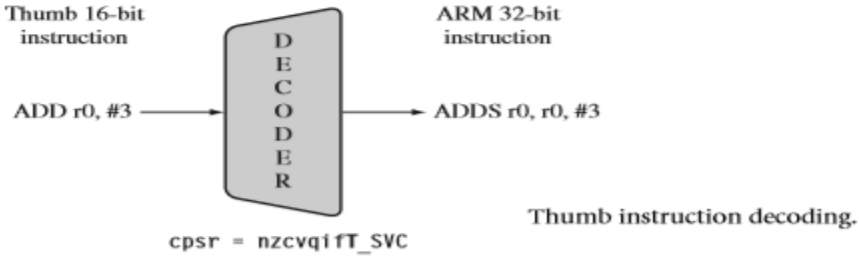 Thumb 16-bit
instruction
ARM 32-bit
instruction
DECODER
ADD r0, #3
ADDS r0, r0, #3
Thumb instruction decoding.
cpsr = nzcvqifT_SVC